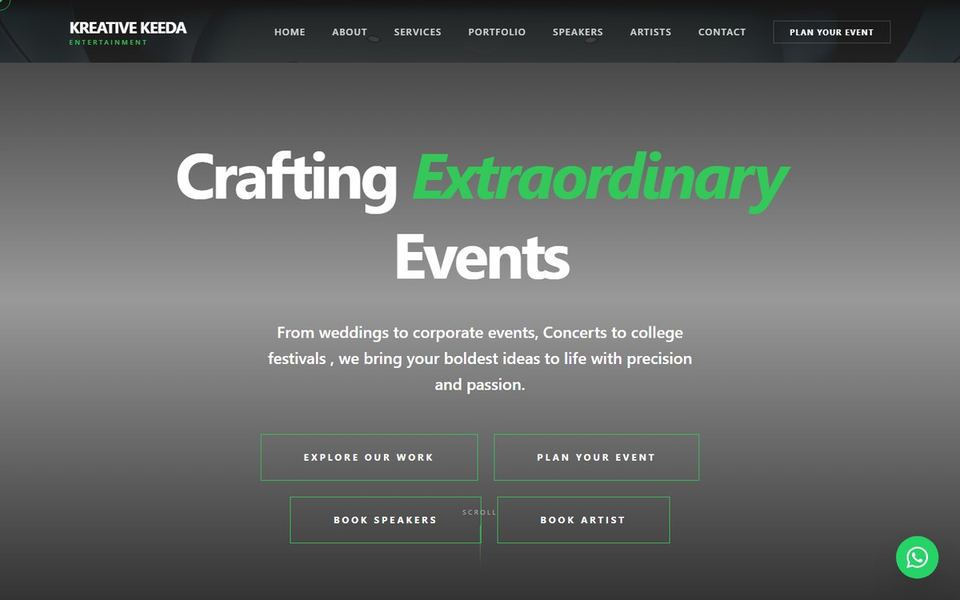 KREATIVE KEEDA
ENTERTAINMENT
HOME ABOUT SERVICES PORTFOLIO SPEAKERS ARTISTS CONTACT PLAN YOUR EVENT
Crafting Extraordinary
Events
From weddings to corporate events, Concerts to college
festivals , we bring your boldest ideas to life with precision
and passion.
EXPLORE OUR WORK PLAN YOUR EVENT
SCROLL
BOOK SPEAKERS BOOK ARTIST